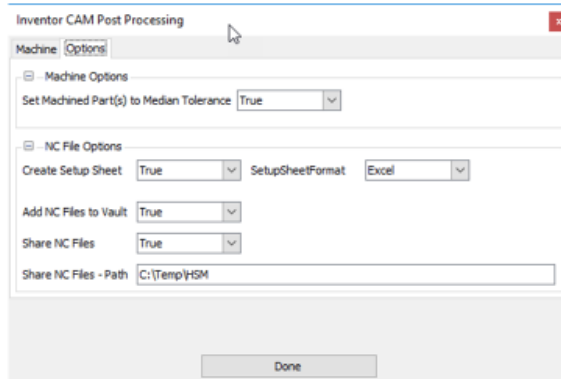 Inventor CAM Post Processing
x
Machine Options
Machine Options
Set Machined Part(s) to Median Tolerance True
NC File Options
Create Setup Sheet True SetupSheetFormat Excel
Add NC Files to Vault True
Share NC Files True
Share NC Files - Path C:\Temp\HSM
Done